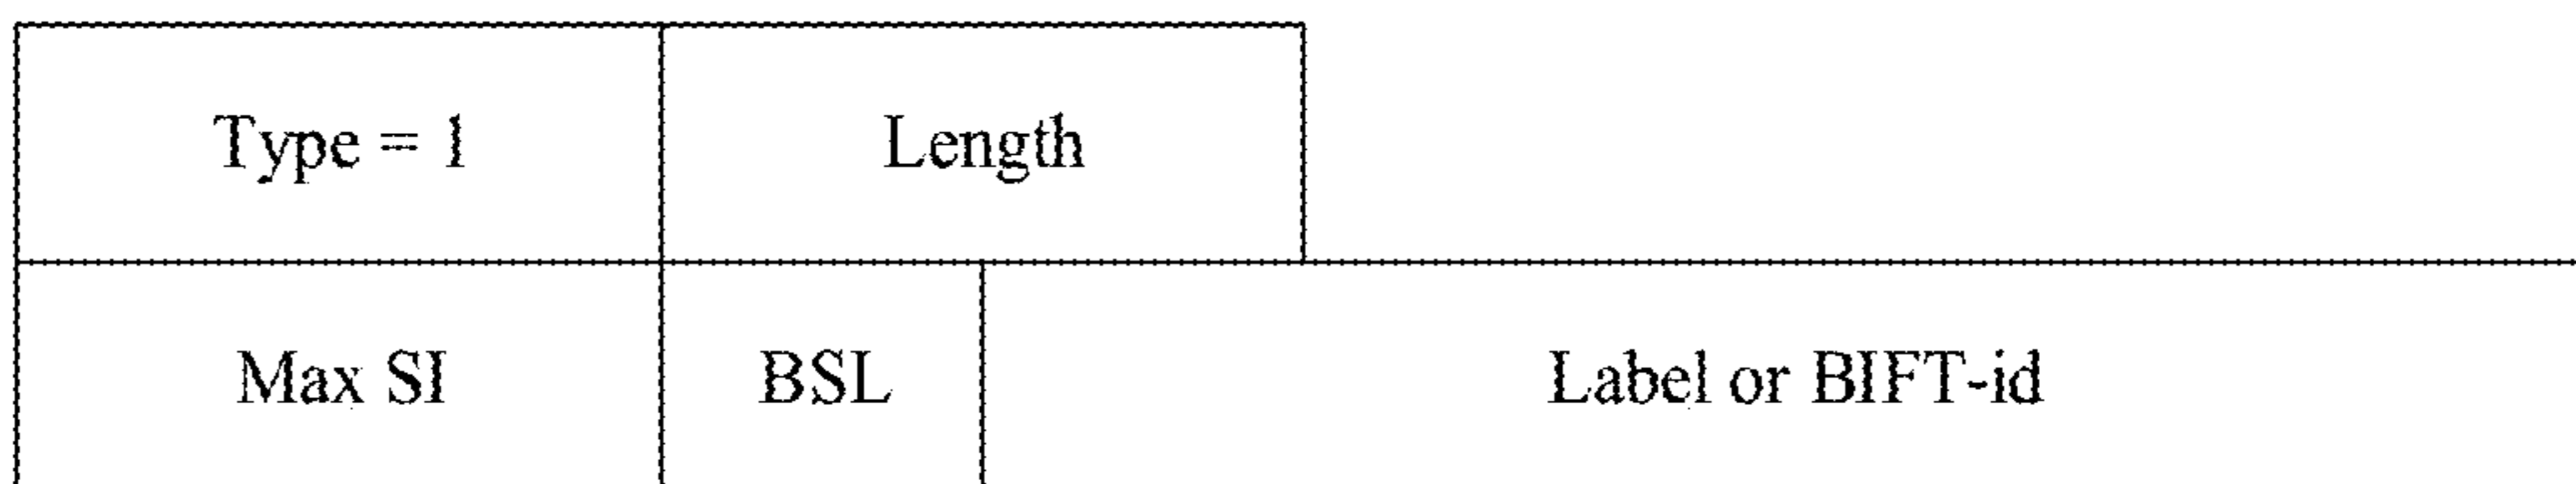 Type = 1 Length
Max SI BSL Label or BIFT-id